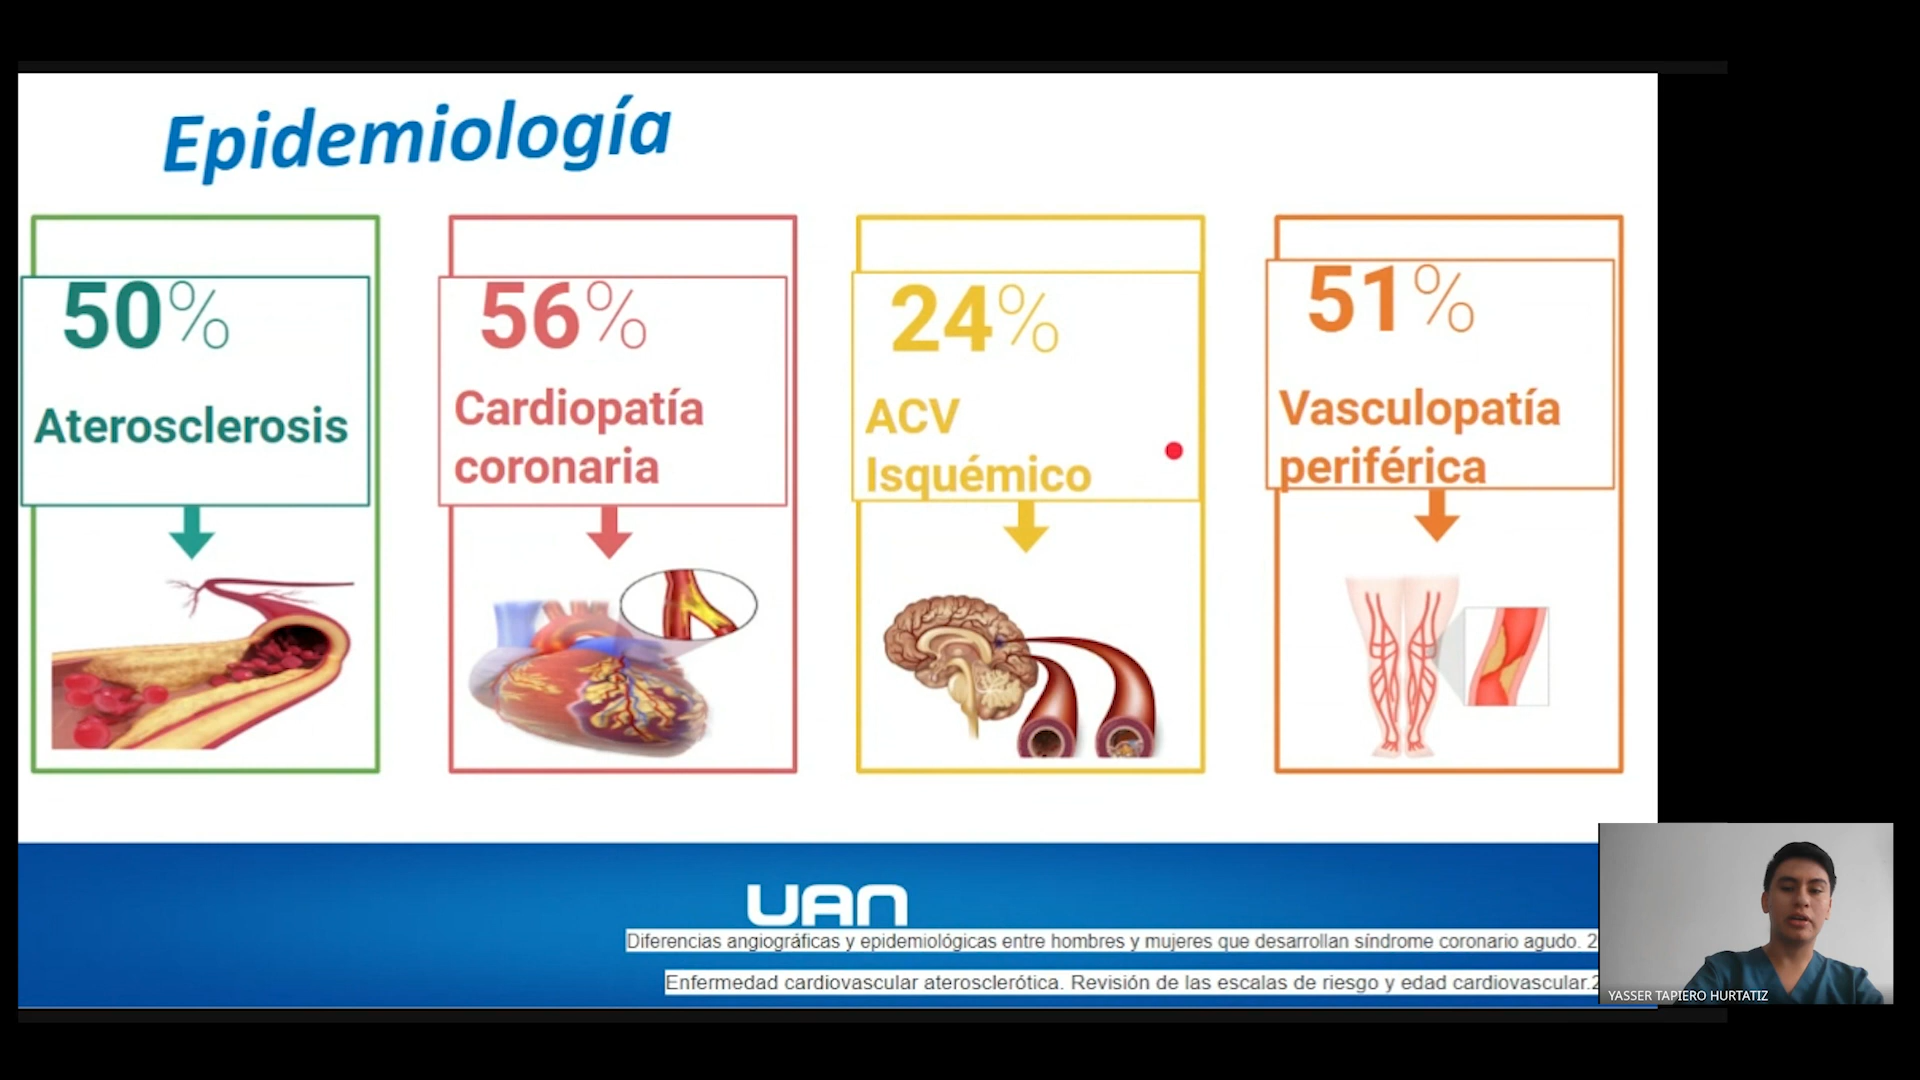 Epidemiología
50%
Aterosclerosis
56%
Cardiopatía
coronaria
24%
ACV
Isquémico
51%
Vasculopatía
periférica
UAN
Diferencias angiográficas y epidemiológicas entre hombres y mujeres que desarrollan síndrome coronario agudo. 2
Enfermedad cardiovascular aterosclerótica. Revisión de las escalas de riesgo y edad cardiovascular.2
YASSER TAPIERO HURTATIZ